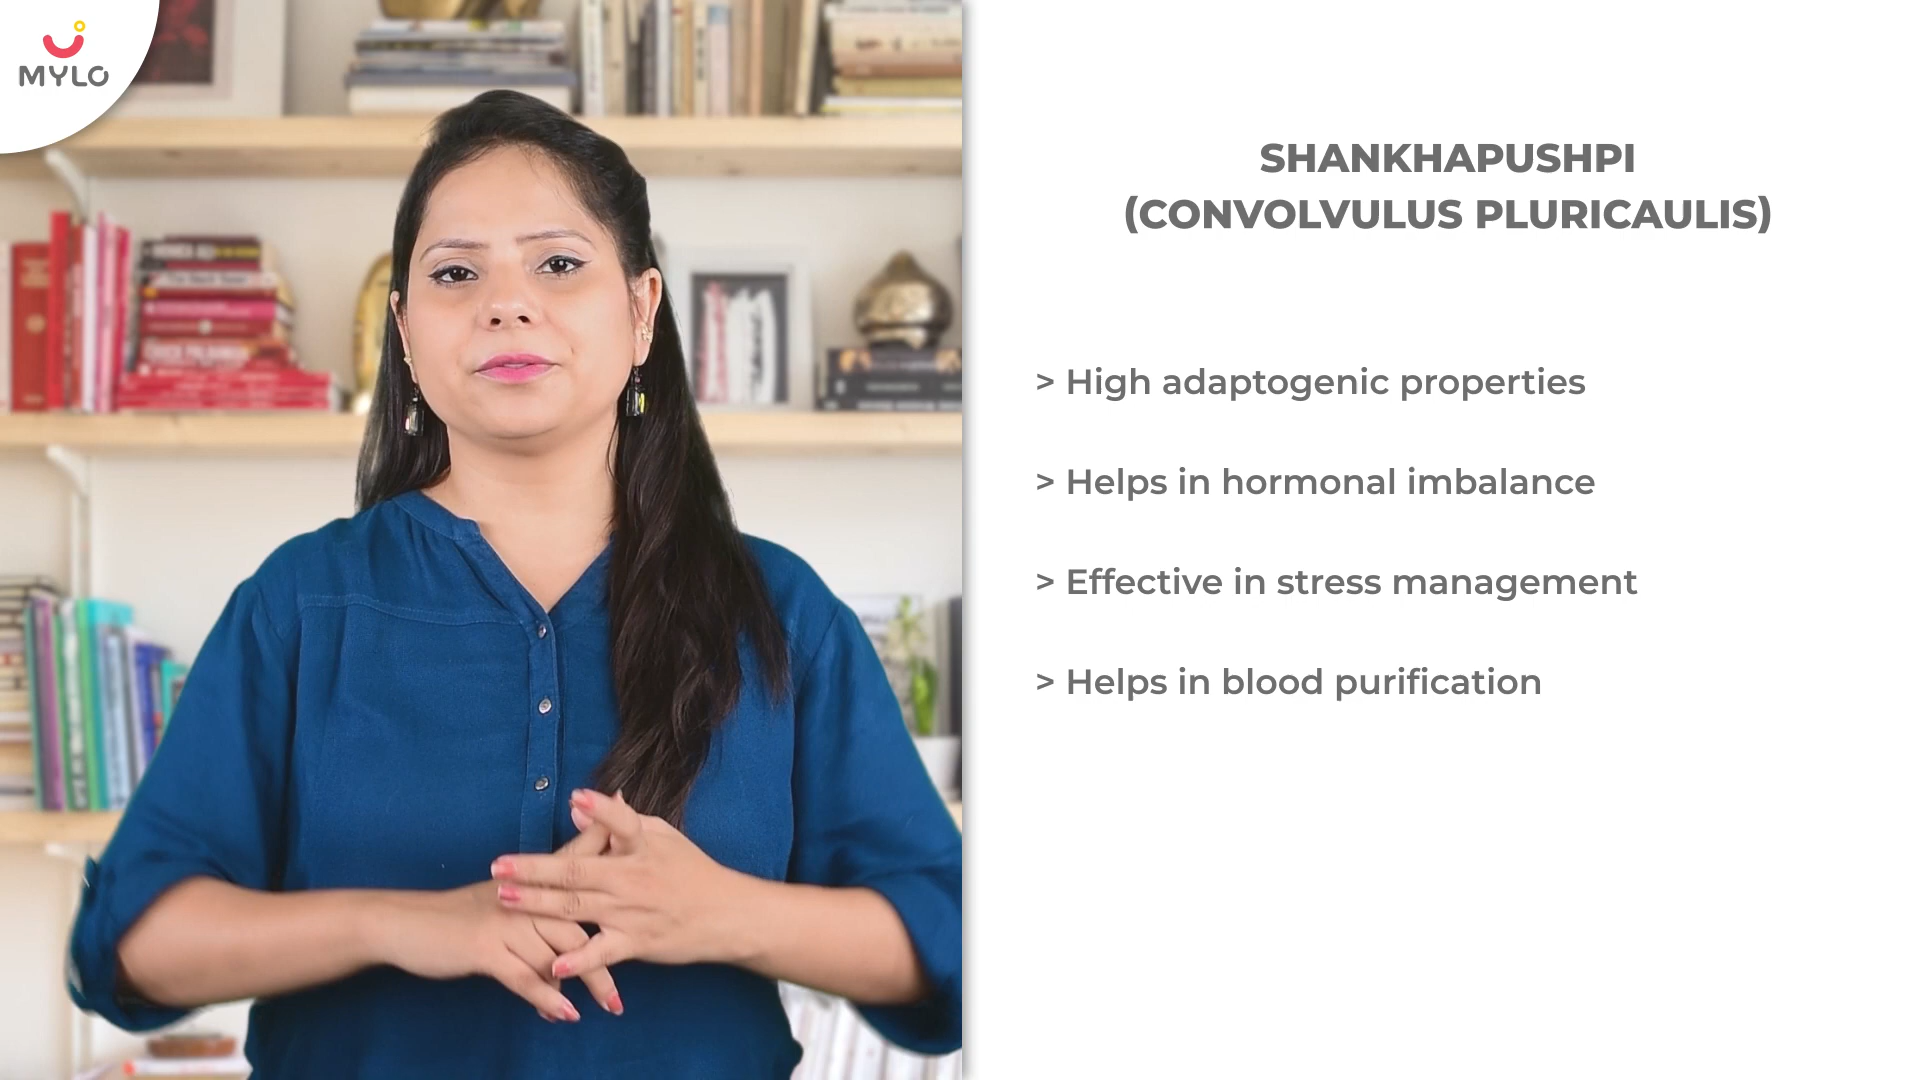 MYLO
SHANKHAPUSHPI
(CONVOLVULUS PLURICAULIS)
> High adaptogenic properties
> Helps in hormonal imbalance
> Effective in stress management
> Helps in blood purification